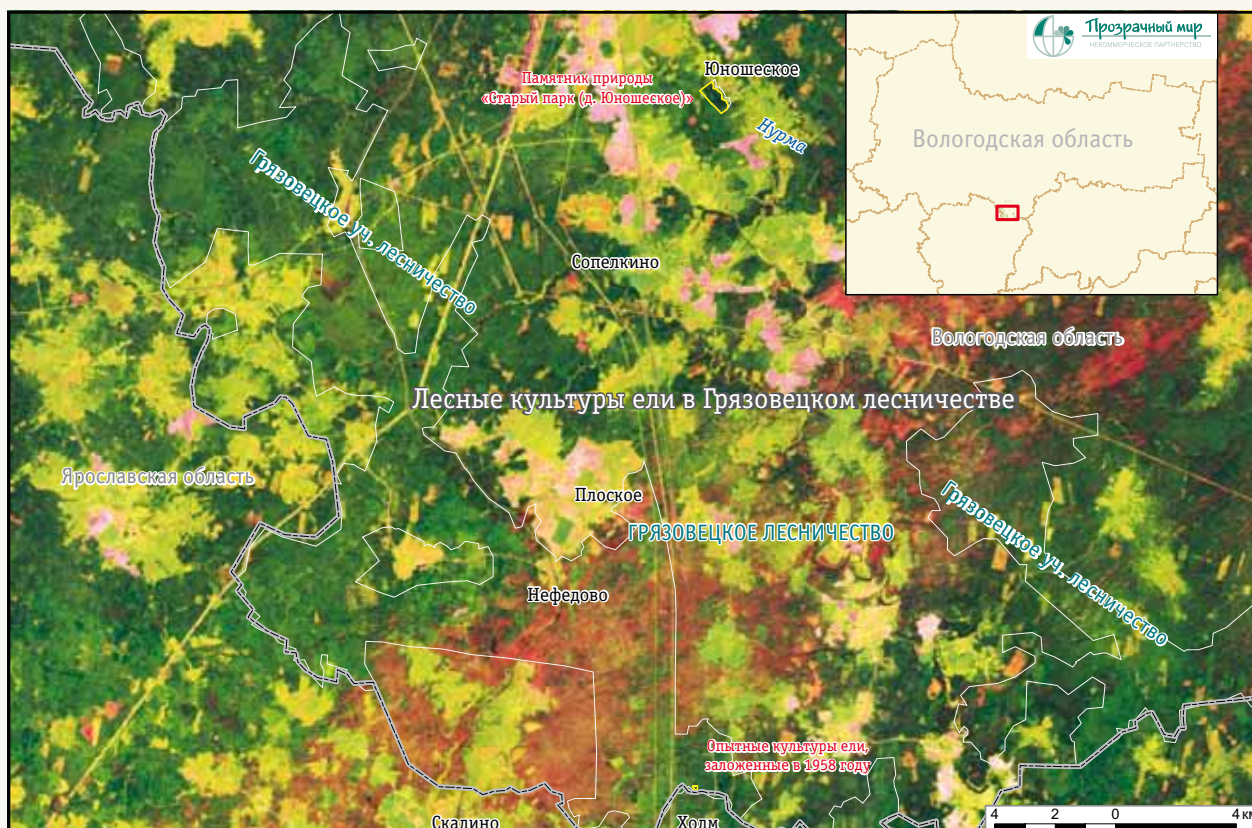 Прозрачный мир
НЕКОММЕРЧЕСКОЕ ПАРТНЕРСТВО
Юношеское
Памятник природы
«Старый парк (д. Юношеское)»
Нурма
Вологодская область
Грязовецкое уч. лесничество
Сопелкино
Вологодская область
Лесные культуры ели в Грязовецком лесничестве
Ярославская область
Плоское
ГРЯЗОВЕЦКОЕ ЛЕСНИЧЕСТВО
Грязовецкое уч. лесничество
Нефедово
Опытные культуры ели,
заложенные в 1958 году
Скалино
Холм
4 2 0 4 км